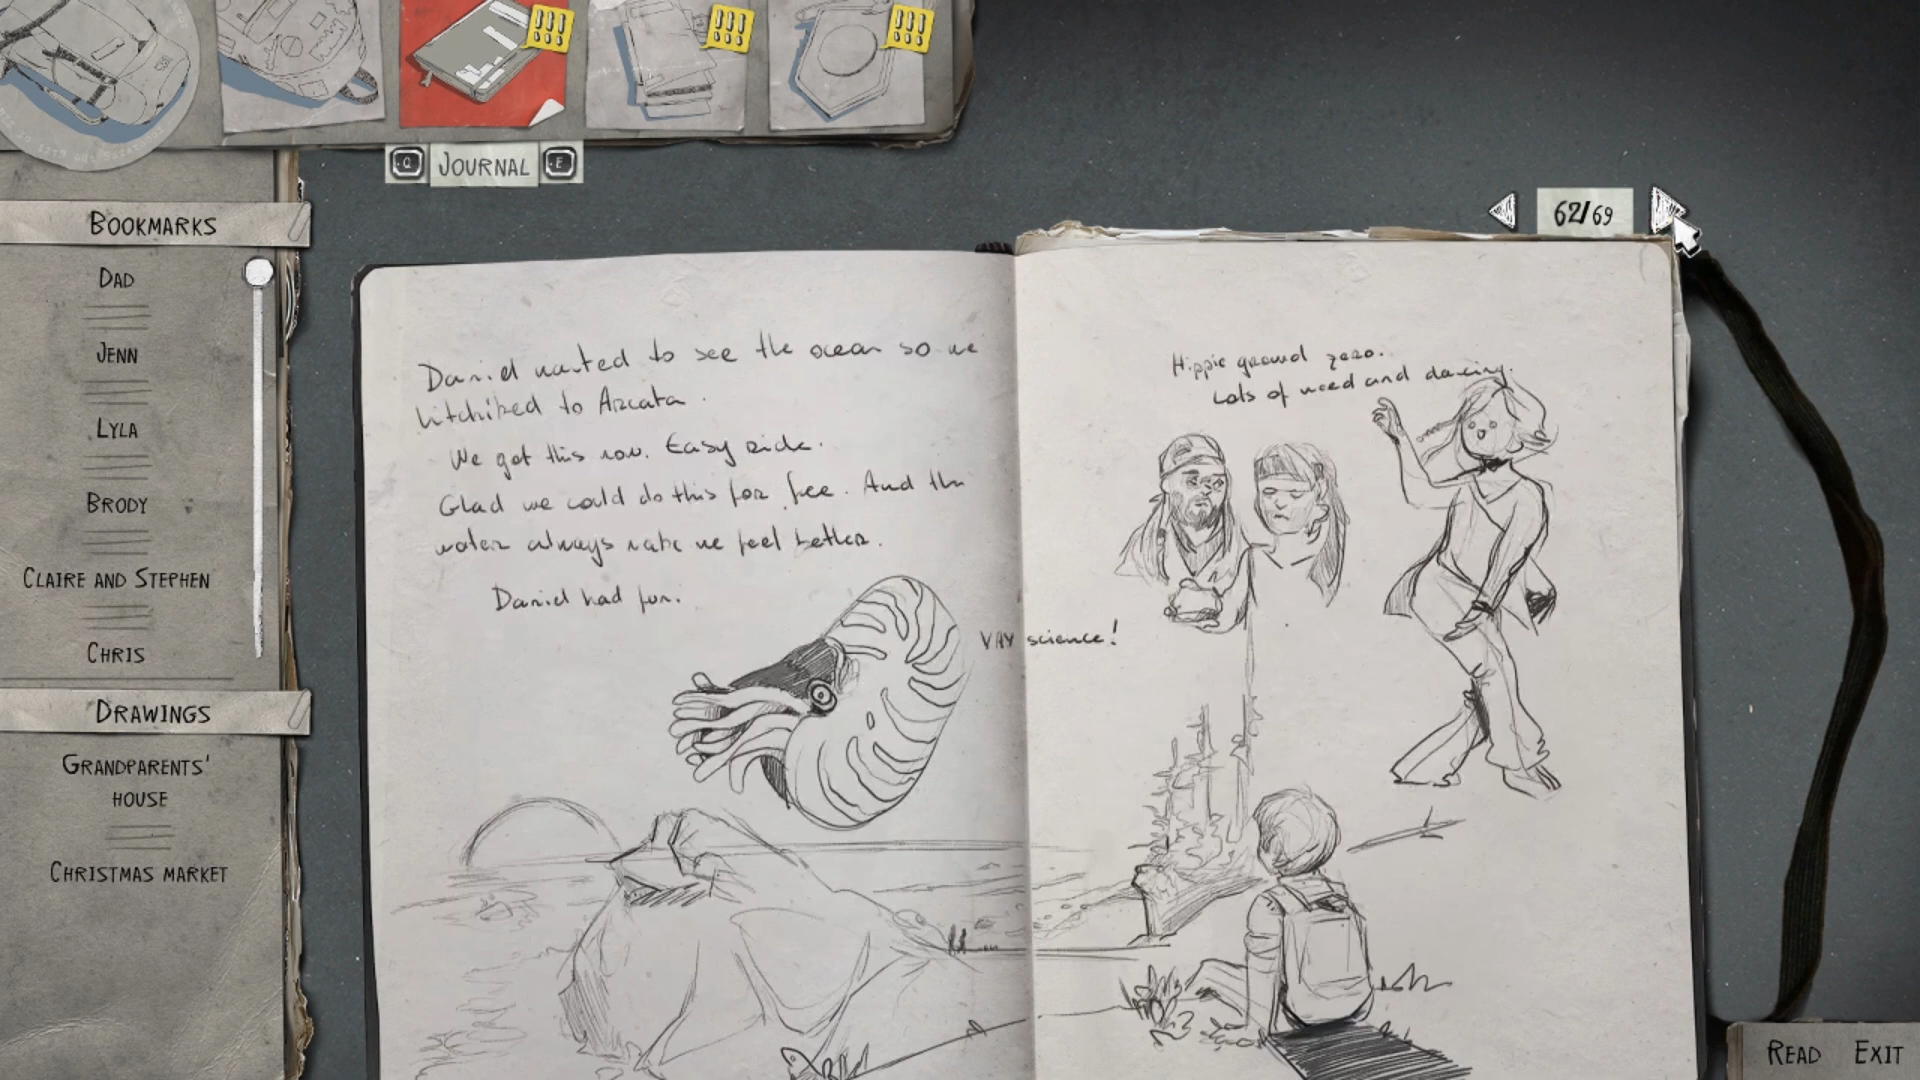 JOURNAL
Q
E
62/69
BOOKMARKS
DAD
JENN
LYLA
BRODY
CLAIRE AND STEPHEN
CHRIS
DRAWINGS
GRANDPARENTS'
HOUSE
CHRISTMAS MARKET
Daniel wanted to see the ocean so we
hitchiked to Arcata.
We got this now. Easy ride.
Glad we could do this for free. And the
water always make me feel better.
Daniel had fun.
YAY science!
Hippie ground zero.
Lots of weed and dancing.
READ
EXIT